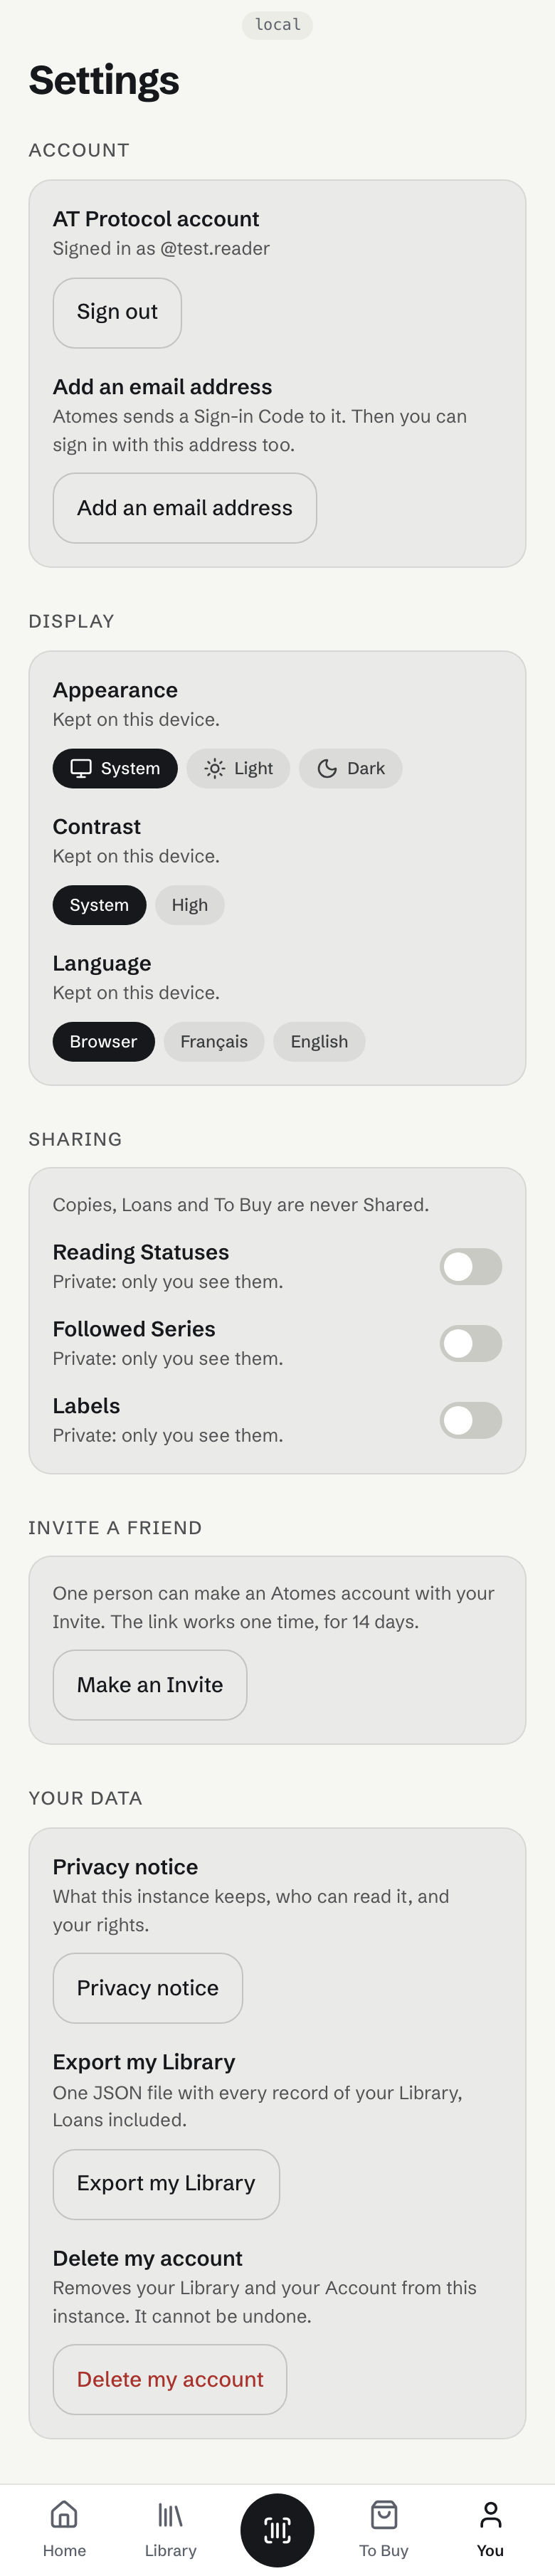 local
Settings
ACCOUNT
AT Protocol account
Signed in as @test.reader
Sign out
Add an email address
Atomes sends a Sign-in Code to it. Then you can
sign in with this address too.
Add an email address
DISPLAY
Appearance
Kept on this device.
System Light Dark
Contrast
Kept on this device.
System High
Language
Kept on this device.
Browser Français English
SHARING
Copies, Loans and To Buy are never Shared.
Reading Statuses
Private: only you see them.
Followed Series
Private: only you see them.
Labels
Private: only you see them.
INVITE A FRIEND
One person can make an Atomes account with your
Invite. The link works one time, for 14 days.
Make an Invite
YOUR DATA
Privacy notice
What this instance keeps, who can read it, and
your rights.
Privacy notice
Export my Library
One JSON file with every record of your Library,
Loans included.
Export my Library
Delete my account
Removes your Library and your Account from this
instance. It cannot be undone.
Delete my account
Home Library To Buy You